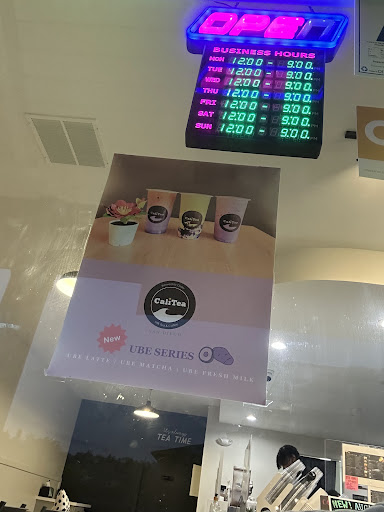 OPEN
BUSINESS HOURS
MON 12:00 - 9:00
TUE 12:00 - 9:00
WED 12:00 - 9:00
THU 12:00 - 9:00
FRI 12:00 - 9:00
SAT 12:00 - 9:00
SUN 12:00 - 9:00
CaliTea
New
UBE SERIES
UBE LATTE | UBE MATCHA | UBE FRESH MILK
TEA TIME
NEW!